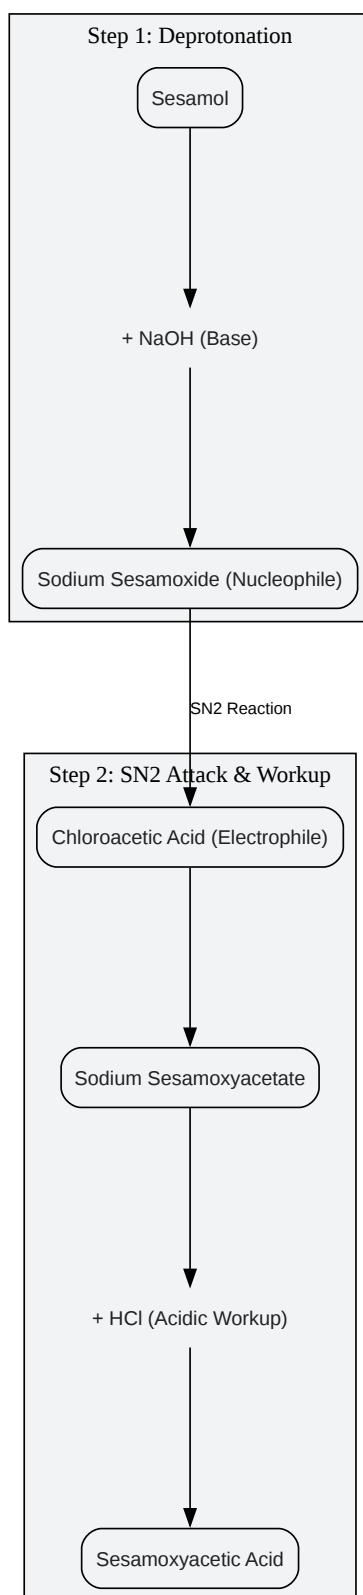 Step 1: Deprotonation
Sesamol
+ NaOH (Base)
Sodium Sesamoxide (Nucleophile)
SN2 Reaction
Step 2: SN2 Attack & Workup
Chloroacetic Acid (Electrophile)
Sodium Sesamoxyacetate
+ HCl (Acidic Workup)
Sesamoxyacetic Acid